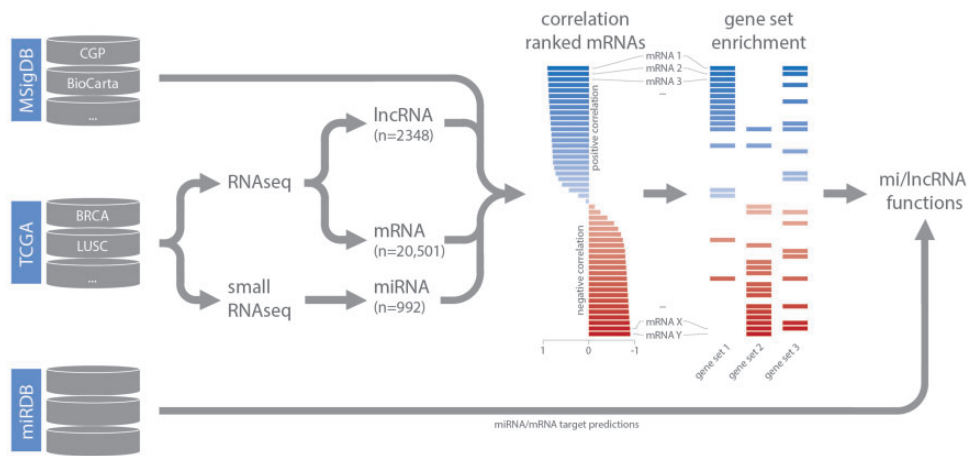 MSigDB
CGP
BioCarta
...
TCGA
BRCA
LUSC
...
miRDB
RNAseq
small
RNAseq
lncRNA
(n=2348)
mRNA
(n=20,501)
miRNA
(n=992)
correlation
ranked mRNAs
mRNA 1
mRNA 2
mRNA 3
...
positive correlation
negative correlation
...
mRNA X
mRNA Y
1
0
-1
gene set
enrichment
gene set 1
gene set 2
gene set 3
mi/lncRNA
functions
miRNA/mRNA target predictions